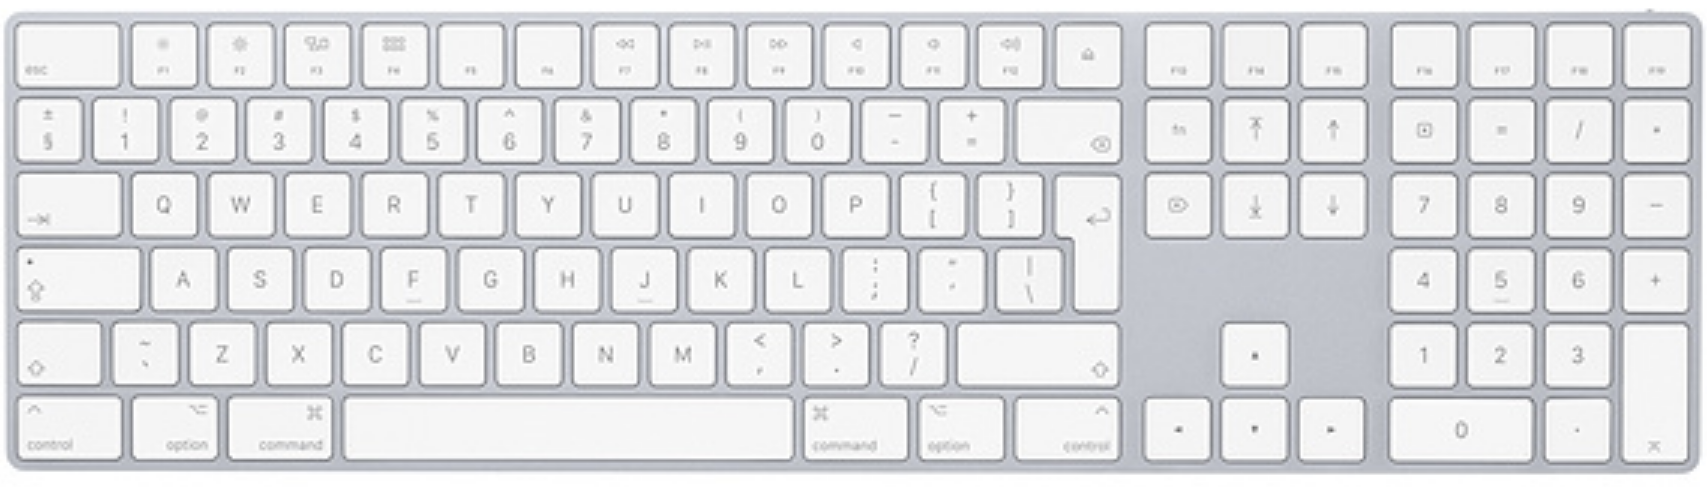 esc F1 F2 F3 F4 F5 F6 F7 F8 F9 F10 F11 F12 F13 F14 F15 F16 F17 F18 F19
± ! @ # $ % ^ & * ( ) — +
§ 1 2 3 4 5 6 7 8 9 0 - = fn = / *
Q W E R T Y U I O P { [ } ] 7 8 9 −
A S D F G H J K L : ; " ' | \ 4 5 6 +
~ ` Z X C V B N M < , > . ? / 1 2 3
control option command command option control 0 .